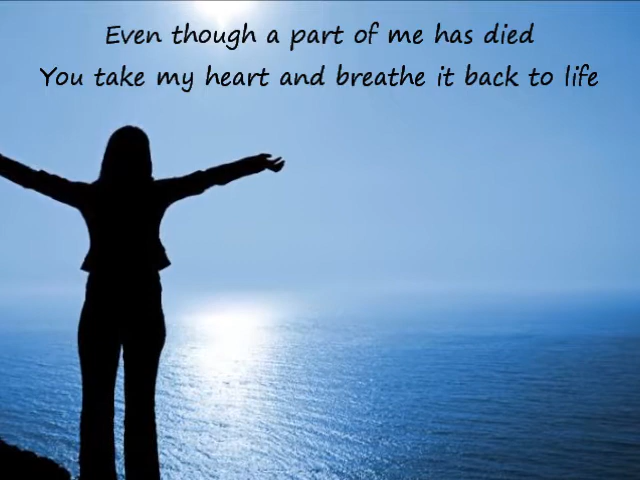 Even though a part of me has died
You take my heart and breathe it back to life